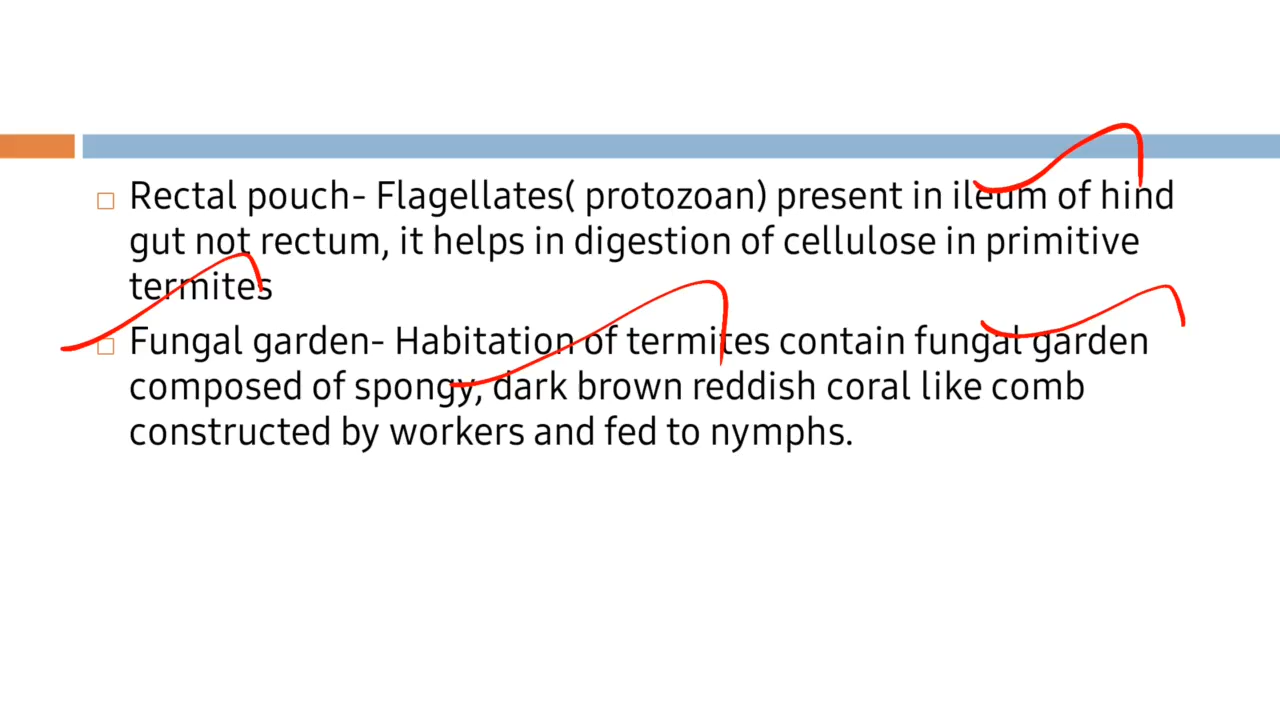 Rectal pouch- Flagellates( protozoan) present in ileum of hind
gut not rectum, it helps in digestion of cellulose in primitive
termites
Fungal garden- Habitation of termites contain fungal garden
composed of spongy, dark brown reddish coral like comb
constructed by workers and fed to nymphs.